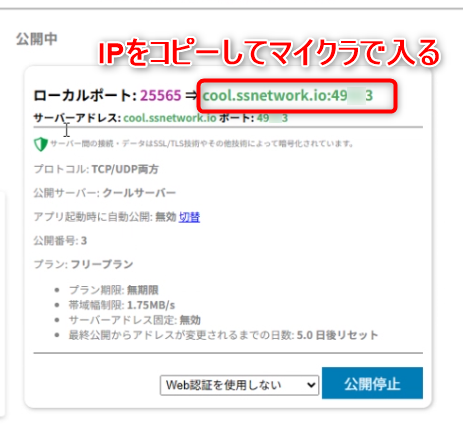 公開中
IPをコピーしてマイクラで入る
ローカルポート: 25565 ⇒ cool.ssnetwork.io:49 3
サーバーアドレス: cool.ssnetwork.io ポート: 49 3
サーバー間の接続・データはSSL/TLS技術やその他技術によって暗号化されています。
プロトコル: TCP/UDP両方
公開サーバー: クールサーバー
アプリ起動時に自動公開: 無効 切替
公開番号: 3
プラン: フリープラン
プラン期限: 無期限
帯域幅制限: 1.75MB/s
サーバーアドレス固定: 無効
最終公開からアドレスが変更されるまでの日数: 5.0 日後リセット
Web認証を使用しない
公開停止